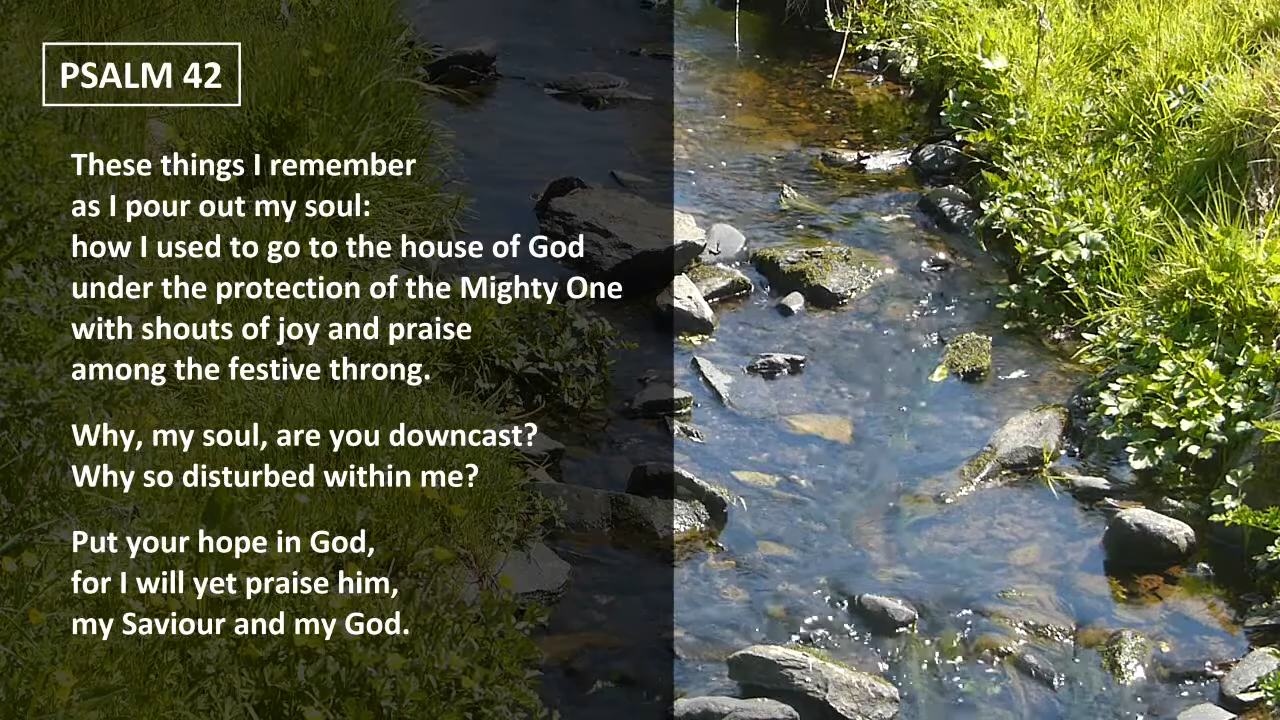 PSALM 42
These things I remember
as I pour out my soul:
how I used to go to the house of God
under the protection of the Mighty One
with shouts of joy and praise
among the festive throng.
Why, my soul, are you downcast?
Why so disturbed within me?
Put your hope in God,
for I will yet praise him,
my Saviour and my God.